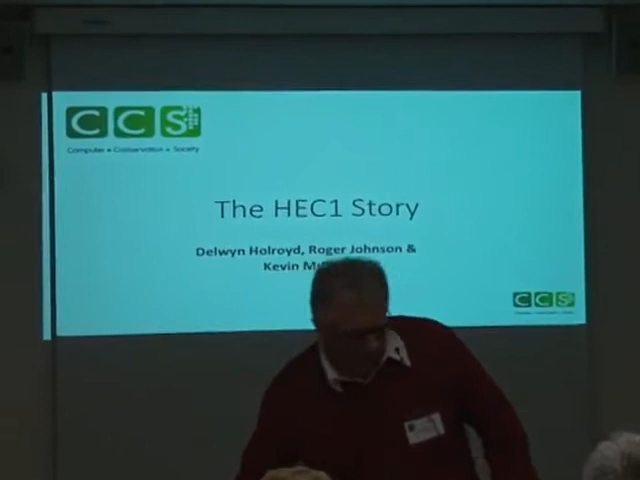 CCS
Computer • Conservation • Society
The HEC1 Story
Delwyn Holroyd, Roger Johnson &
Kevin
CCS